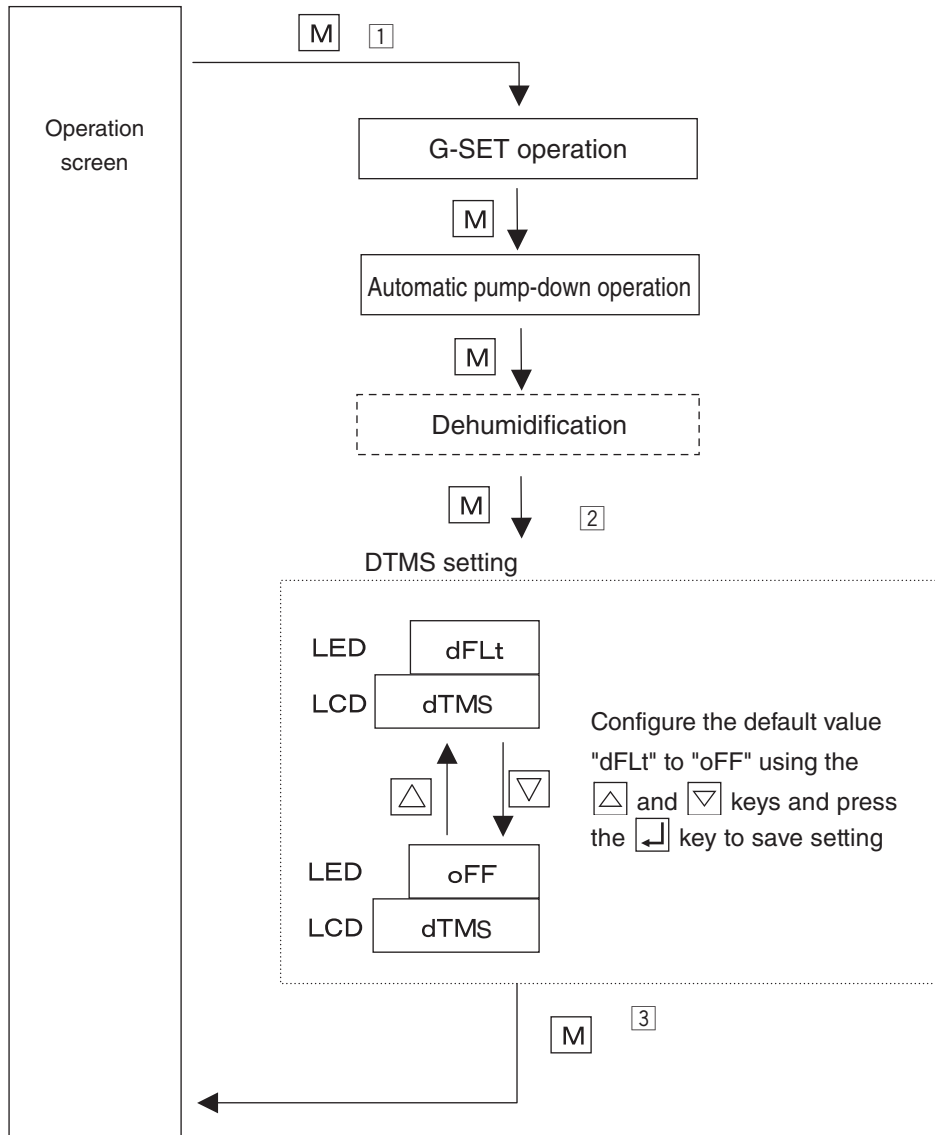 M 1
Operation
screen
G-SET operation
M
Automatic pump-down operation
M
Dehumidification
M 2
DTMS setting
LED dFLt
LCD dTMS
Configure the default value
"dFLt" to "oFF" using the
△ and ▽ keys and press
the ↵ key to save setting
△ ▽
LED oFF
LCD dTMS
M 3